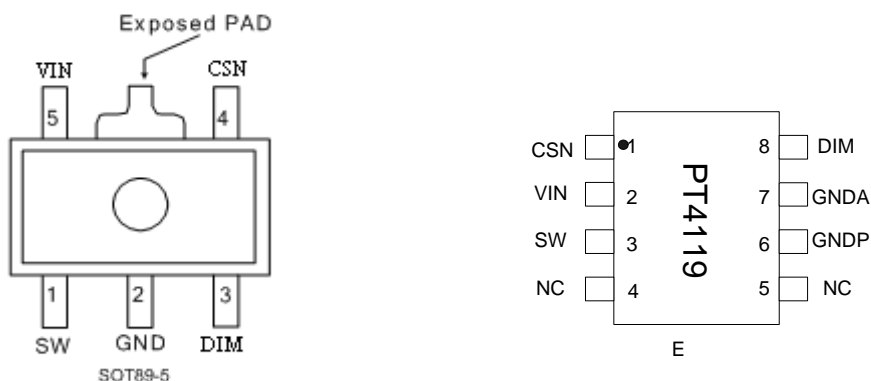 Exposed PAD
VIN
CSN
5
4
1
2
3
SW
GND
DIM
SOT89-5
CSN
1
8
DIM
VIN
2
7
GNDA
SW
3
6
GNDP
NC
4
5
NC
PT4119
E